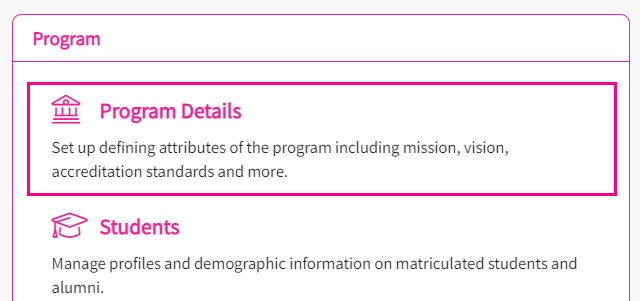 Program
Program Details
Set up defining attributes of the program including mission, vision,
accreditation standards and more.
Students
Manage profiles and demographic information on matriculated students and
alumni.